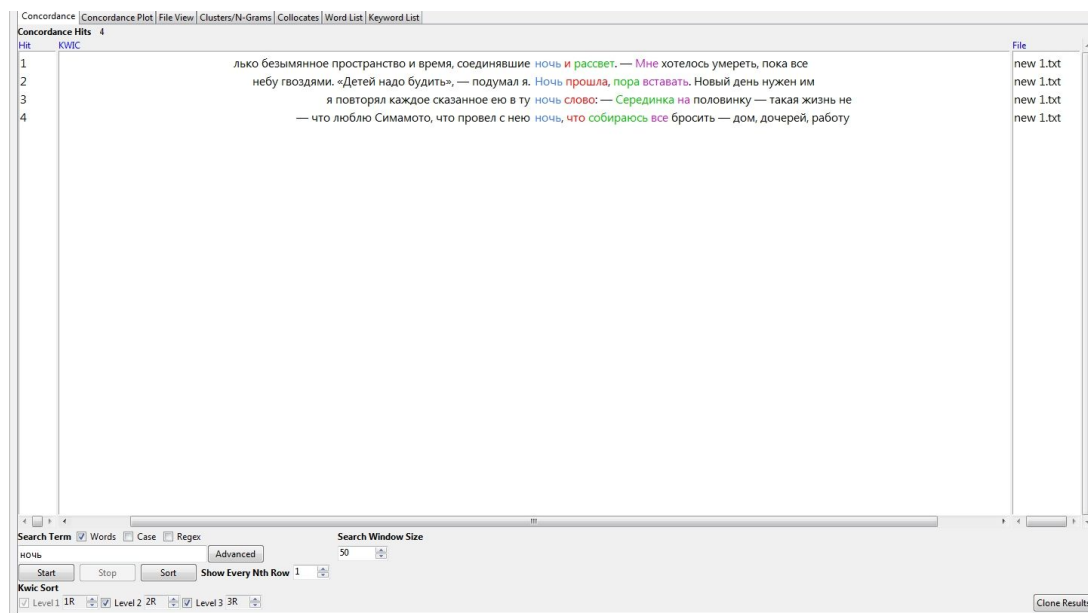 Concordance Concordance Plot File View Clusters/N-Grams Collocates Word List Keyword List
Concordance Hits 4
Hit KWIC File
1 лько безымянное пространство и время, соединявшие ночь и рассвет. — Мне хотелось умереть, пока все new 1.txt
2 небу гвоздями. «Детей надо будить», — подумал я. Ночь прошла, пора вставать. Новый день нужен им new 1.txt
3 я повторял каждое сказанное ею в ту ночь слово: — Серединка на половинку — такая жизнь не new 1.txt
4 — что люблю Симамото, что провел с нею ночь, что собираюсь все бросить — дом, дочерей, работу new 1.txt
Search Term Words Case Regex Search Window Size
ночь Advanced 50
Start Stop Sort Show Every Nth Row 1
Kwic Sort
Level 1 1R Level 2 2R Level 3 3R Clone Results